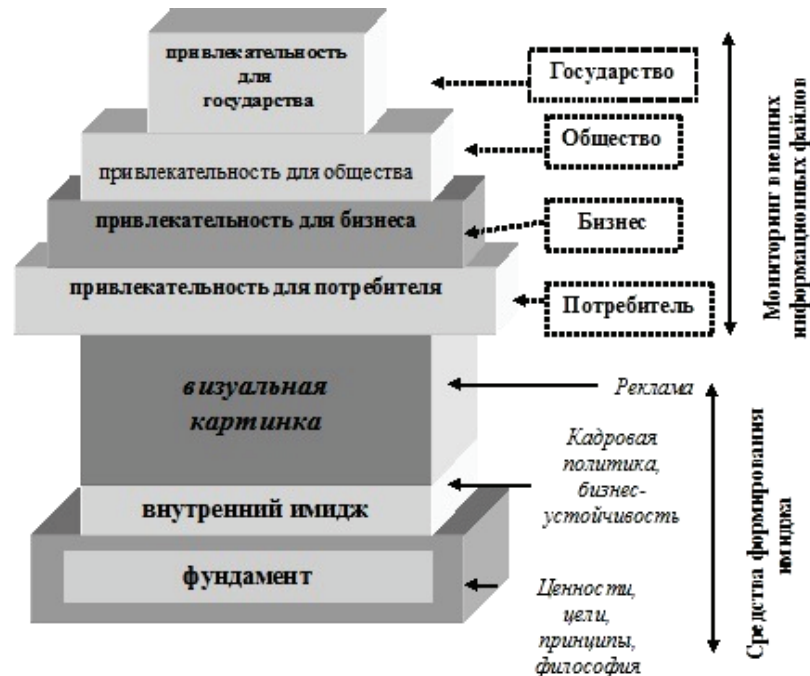 привлекательность
для
государства
Государство
привлекательность для общества
Общество
привлекательность для бизнеса
Бизнес
привлекательность для потребителя
Потребитель
Мониторинг внешних
информационных файлов
визуальная
картинка
Реклама
внутренний имидж
Кадровая
политика,
бизнес-
устойчивость
фундамент
Ценности,
цели,
принципы,
философия
Средства формирования
имиджа